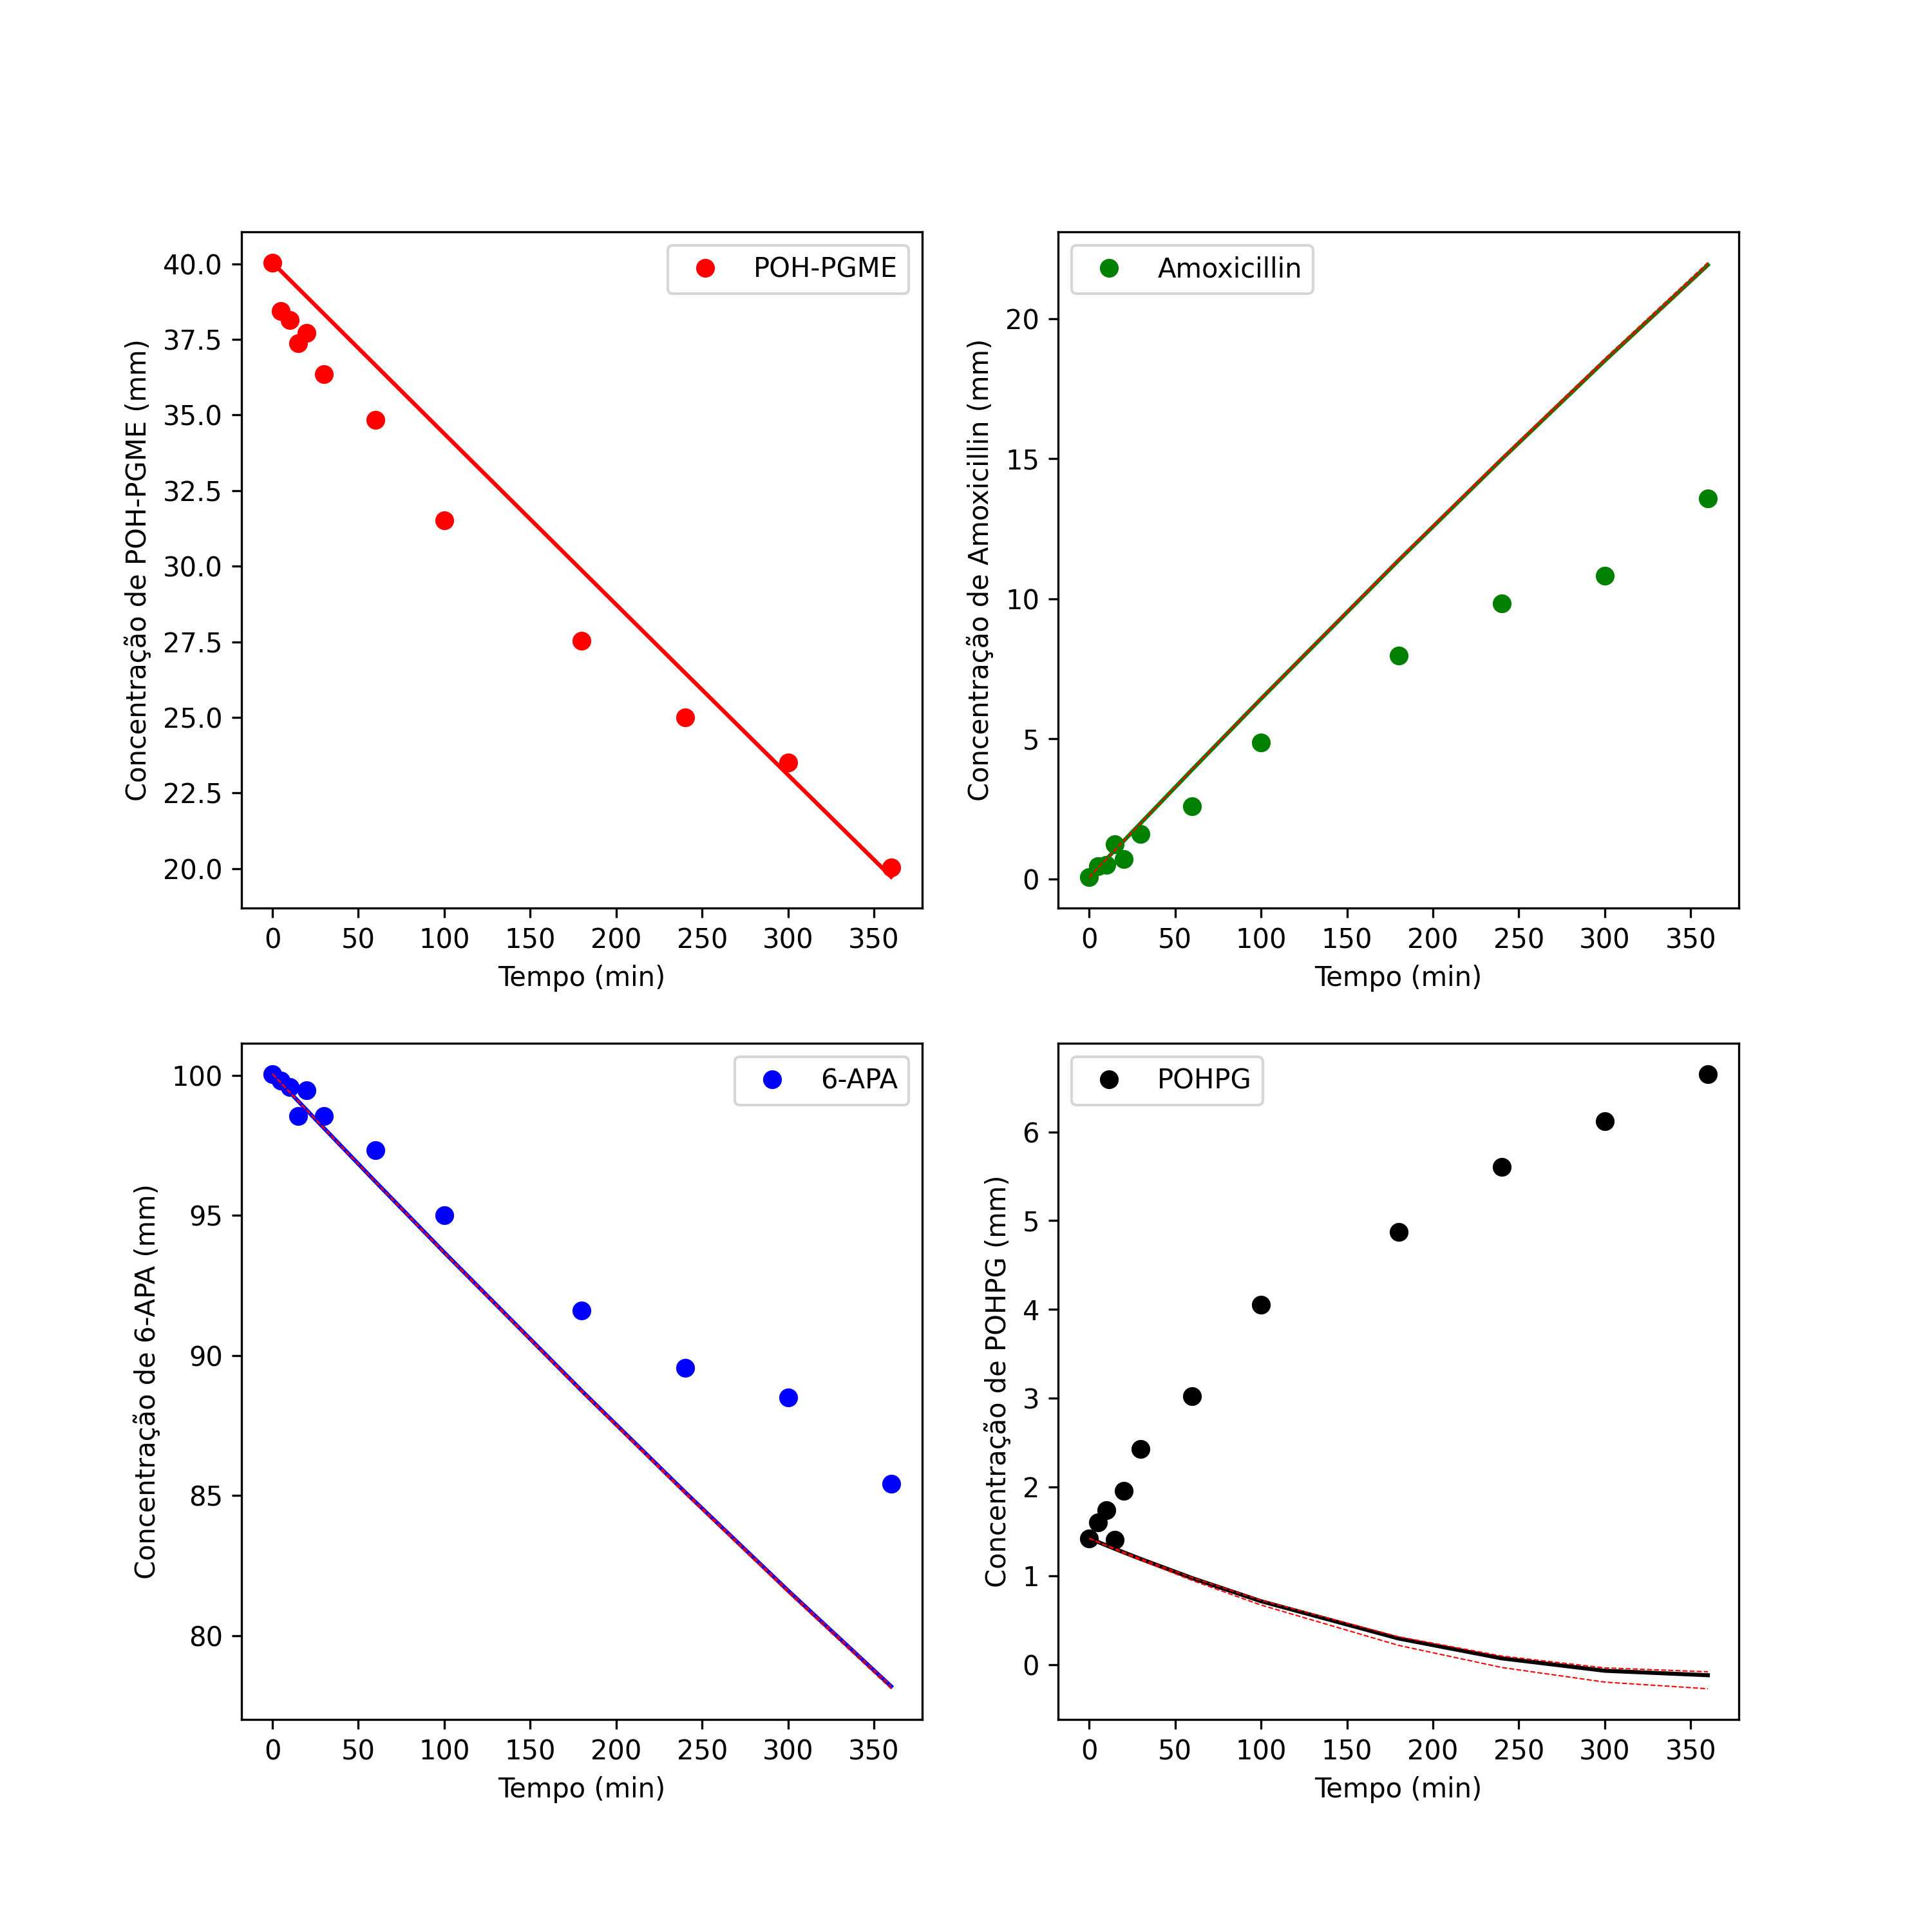 POH-PGME
40.0
37.5
35.0
32.5
30.0
27.5
25.0
22.5
20.0
Concentração de POH-PGME (mm)
0 50 100 150 200 250 300 350
Tempo (min)
Amoxicillin
20
15
10
5
0
Concentração de Amoxicillin (mm)
0 50 100 150 200 250 300 350
Tempo (min)
6-APA
100
95
90
85
80
Concentração de 6-APA (mm)
0 50 100 150 200 250 300 350
Tempo (min)
POHPG
6
5
4
3
2
1
0
Concentração de POHPG (mm)
0 50 100 150 200 250 300 350
Tempo (min)